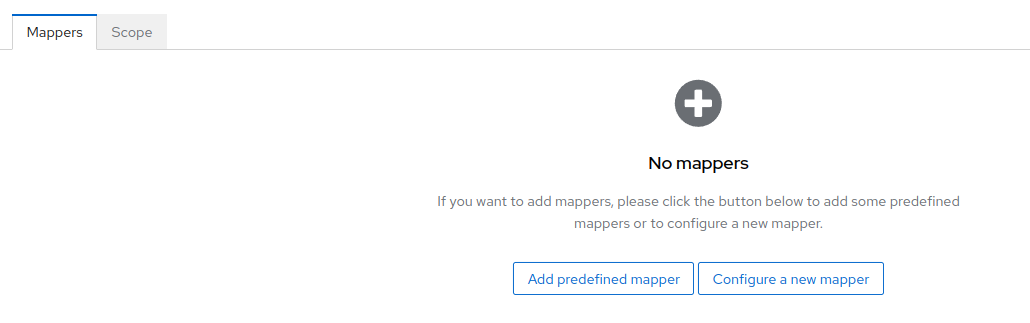 Mappers
Scope
No mappers
If you want to add mappers, please click the button below to add some predefined
mappers or to configure a new mapper.
Add predefined mapper
Configure a new mapper